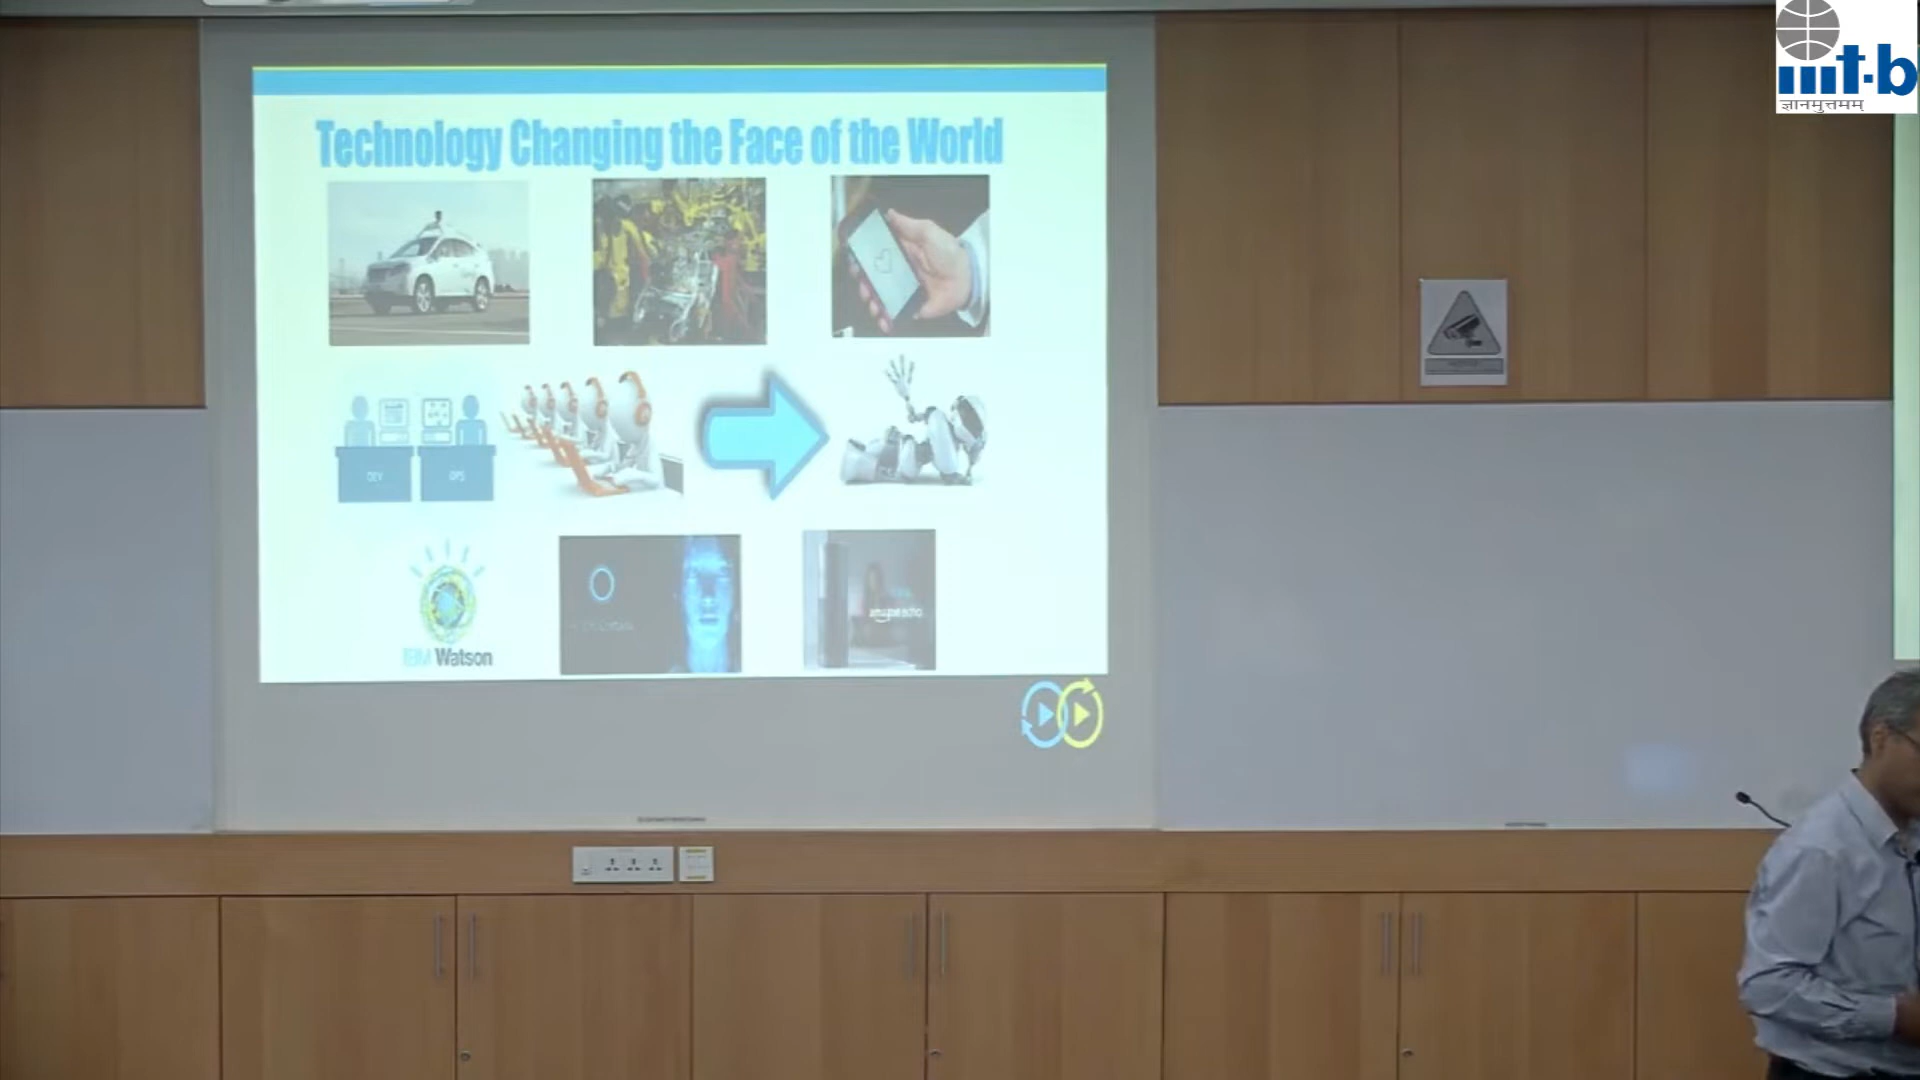 iiit-b
ज्ञानमुत्तमम्
Technology Changing the Face of the World
DEV
OPS
IBM Watson
amazon echo